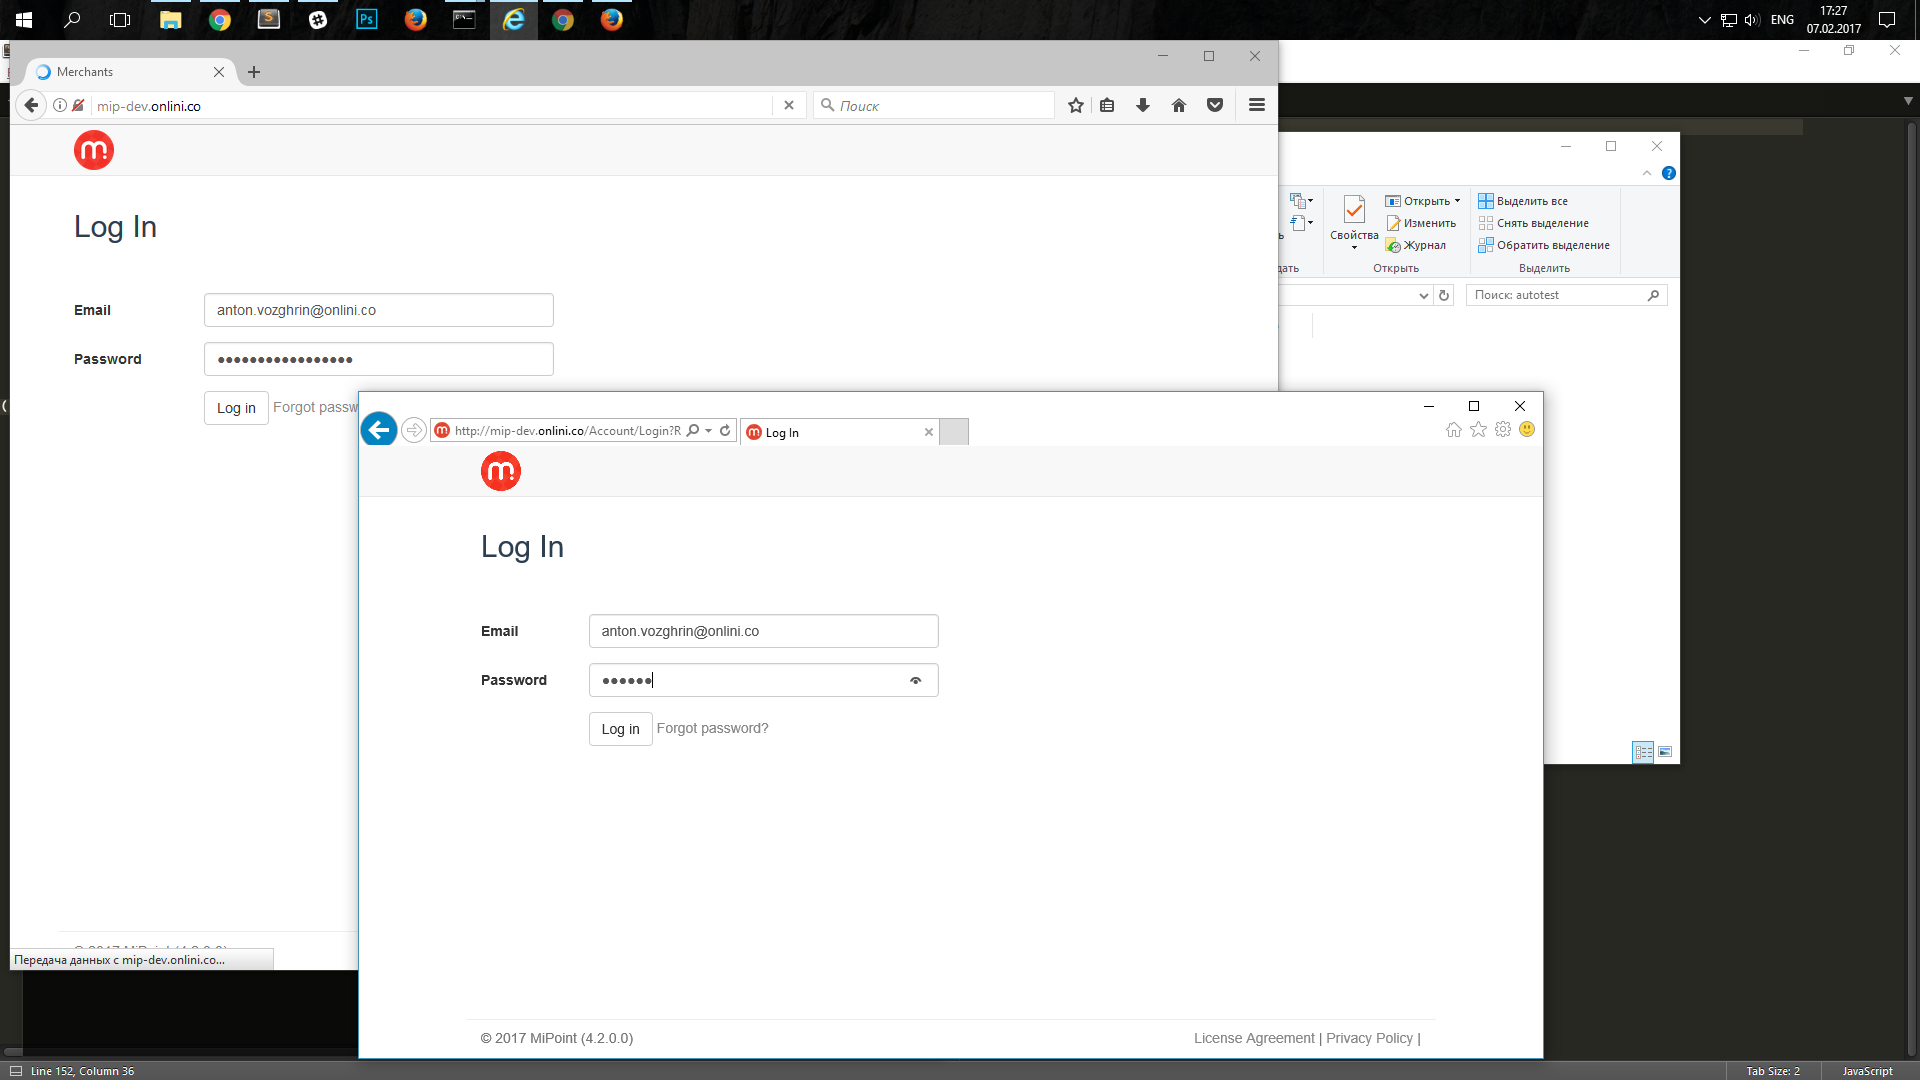 ENG
17:27
07.02.2017
Merchants
mip-dev.onlini.co
Поиск
Log In
Email
anton.vozghrin@onlini.co
Password
Log in
Свойства
Открыть
Изменить
Журнал
Открыть
Выделить все
Снять выделение
Обратить выделение
Выделить
Поиск: autotest
http://mip-dev.onlini.co/Account/Login?R
Log In
Log In
Email
anton.vozghrin@onlini.co
Password
Log in Forgot password?
Передача данных с mip-dev.onlini.co...
© 2017 MiPoint (4.2.0.0)
License Agreement | Privacy Policy |
Line 152, Column 36
Tab Size: 2
JavaScript